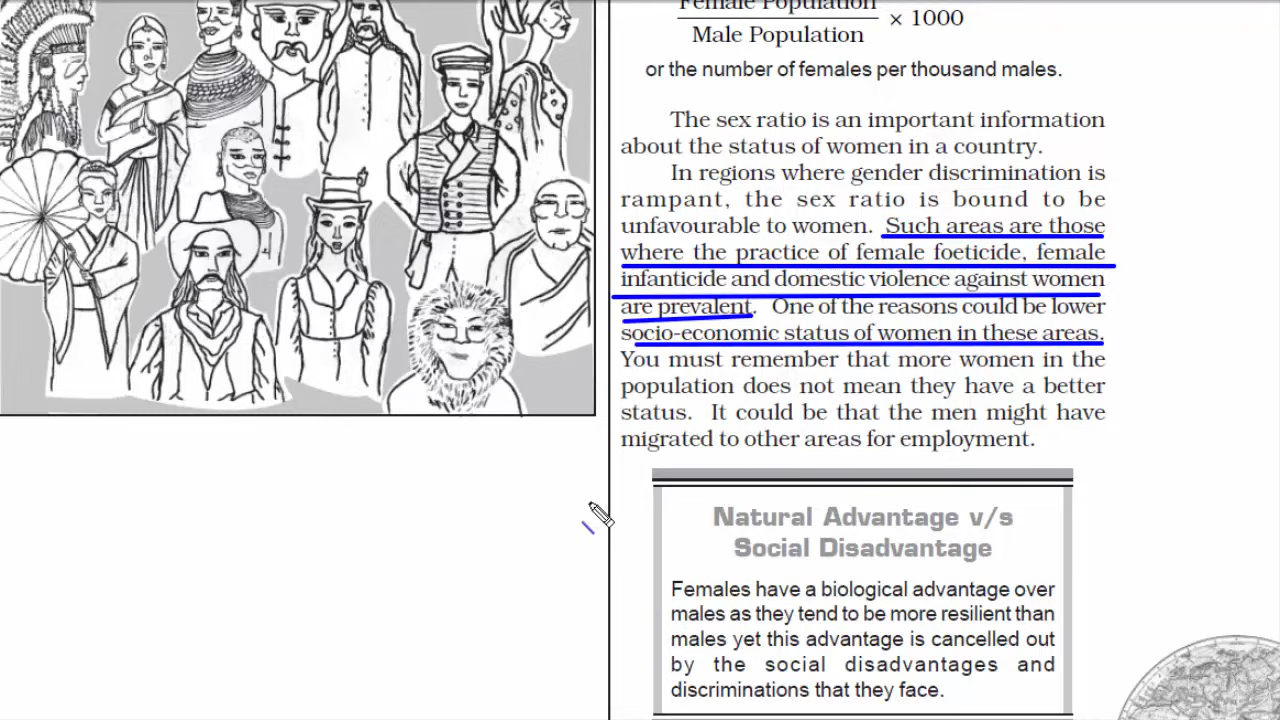 Female Population
× 1000
Male Population
or the number of females per thousand males.
The sex ratio is an important information
about the status of women in a country.
In regions where gender discrimination is
rampant, the sex ratio is bound to be
unfavourable to women. Such areas are those
where the practice of female foeticide, female
infanticide and domestic violence against women
are prevalent. One of the reasons could be lower
socio-economic status of women in these areas.
You must remember that more women in the
population does not mean they have a better
status. It could be that the men might have
migrated to other areas for employment.
Natural Advantage v/s
Social Disadvantage
Females have a biological advantage over
males as they tend to be more resilient than
males yet this advantage is cancelled out
by the social disadvantages and
discriminations that they face.